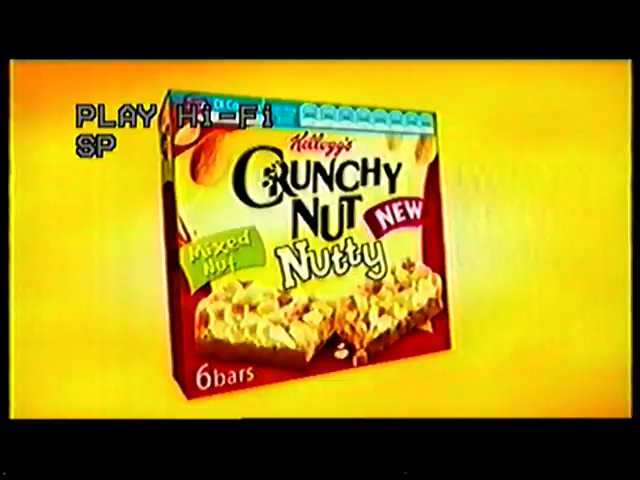 PLAY Hi-Fi
SP
Kellogg's
CRUNCHY
NUT
NEW
Nutty
Mixed
Nut
6bars